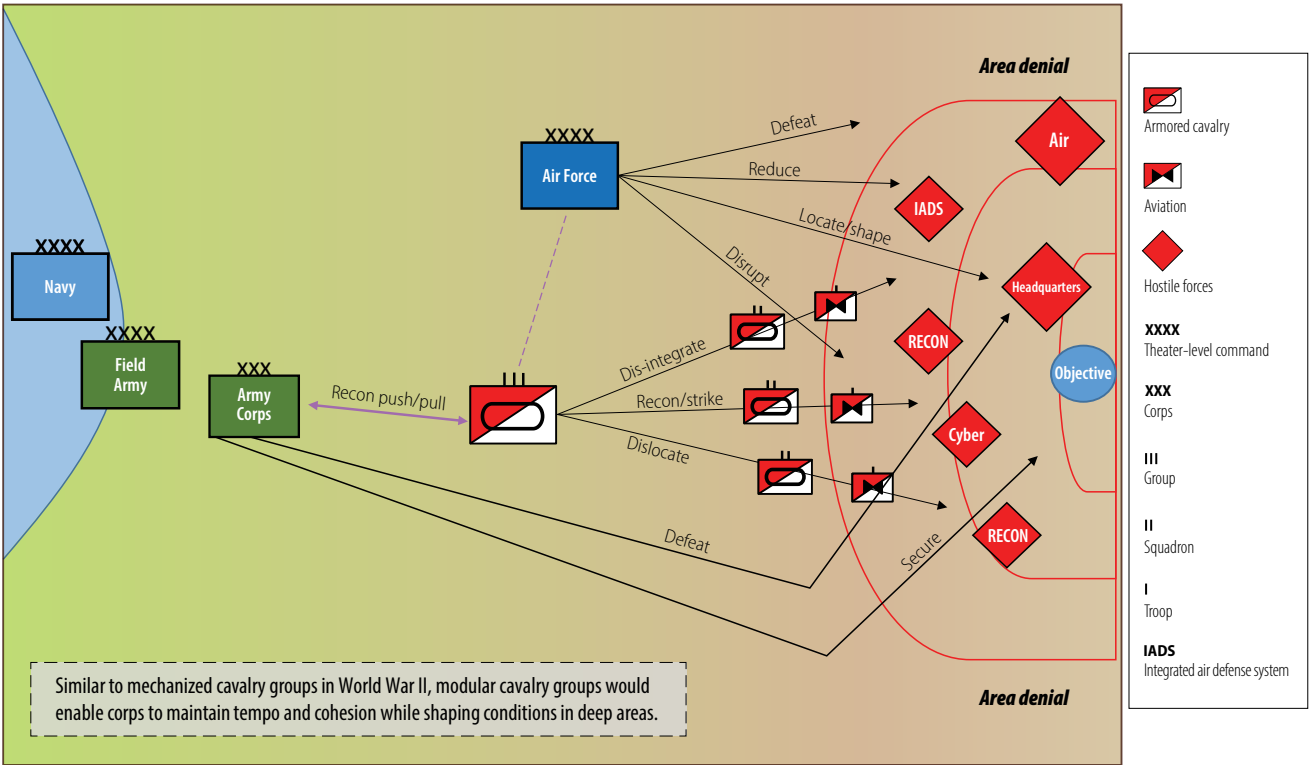 Area denial
XXXX
Air Force
Defeat
Reduce
Locate/shape
Disrupt
Air
IADS
Headquarters
RECON
Objective
Cyber
RECON
XXXX
Navy
XXXX
Field
Army
XXX
Army
Corps
Recon push/pull
III
Dis-integrate
II
I
Recon/strike
II
I
Dislocate
II
I
Defeat
Secure
Area denial
Similar to mechanized cavalry groups in World War II, modular cavalry groups would
enable corps to maintain tempo and cohesion while shaping conditions in deep areas.
Armored cavalry
Aviation
Hostile forces
XXXX
Theater-level command
XXX
Corps
III
Group
II
Squadron
I
Troop
IADS
Integrated air defense system